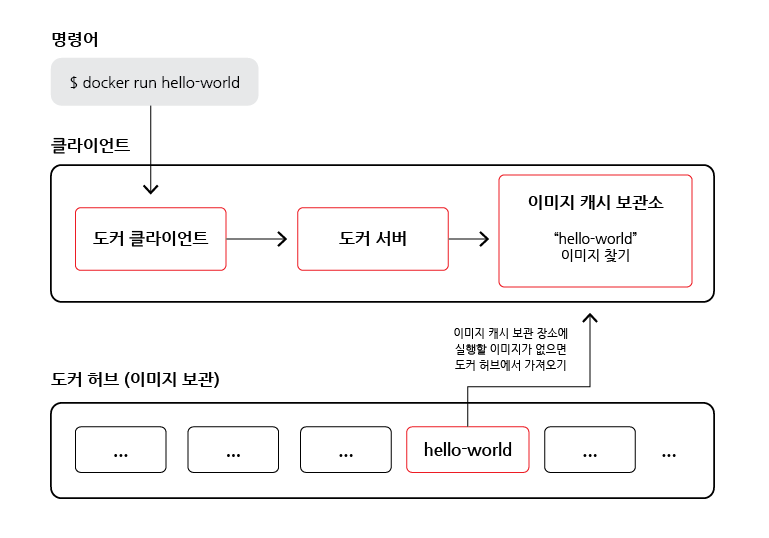 명령어
$ docker run hello-world
클라이언트
도커 클라이언트
도커 서버
이미지 캐시 보관소
“hello-world”
이미지 찾기
이미지 캐시 보관 장소에
실행할 이미지가 없으면
도커 허브에서 가져오기
도커 허브 (이미지 보관)
...
...
...
hello-world
...
...